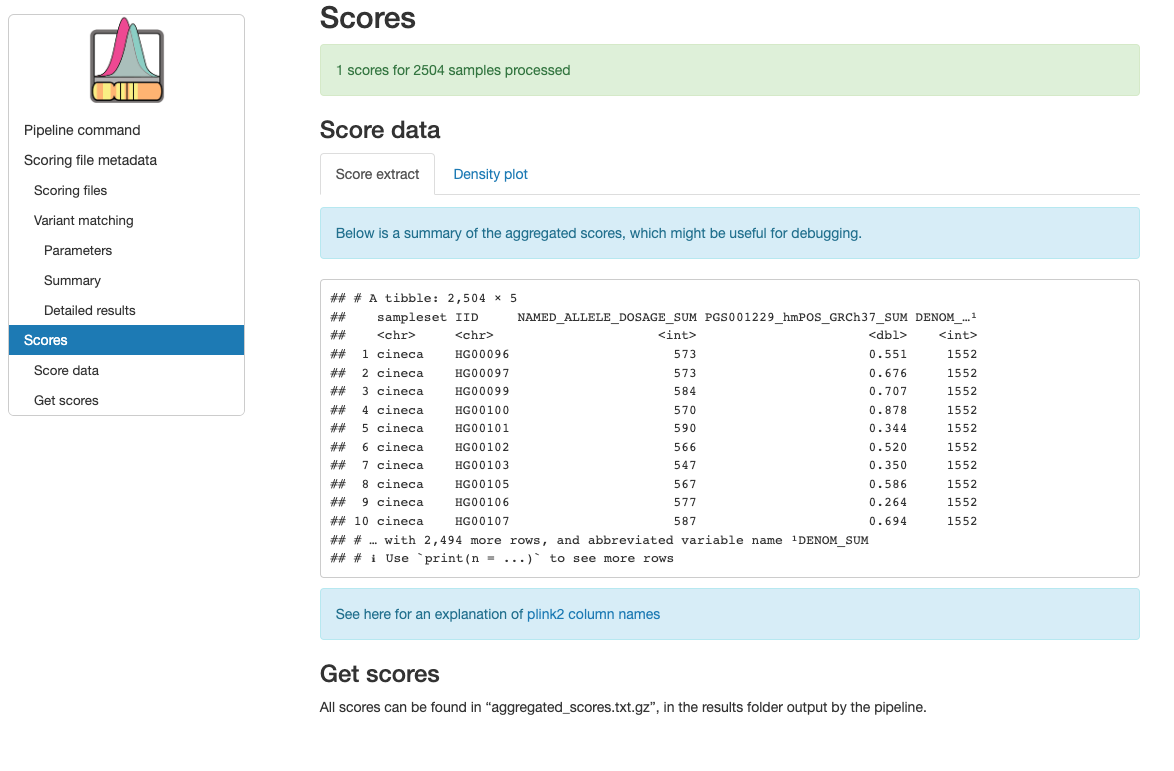 Pipeline command
Scoring file metadata
Scoring files
Variant matching
Parameters
Summary
Detailed results
Scores
Score data
Get scores
Scores
1 scores for 2504 samples processed
Score data
Score extract
Density plot
Below is a summary of the aggregated scores, which might be useful for debugging.
## # A tibble: 2,504 × 5
##    sampleset IID     NAMED_ALLELE_DOSAGE_SUM PGS001229_hmPOS_GRCh37_SUM DENOM_…¹
##    <chr>     <chr>                     <int>                      <dbl>    <int>
##  1 cineca    HG00096                     573                      0.551     1552
##  2 cineca    HG00097                     573                      0.676     1552
##  3 cineca    HG00099                     584                      0.707     1552
##  4 cineca    HG00100                     570                      0.878     1552
##  5 cineca    HG00101                     590                      0.344     1552
##  6 cineca    HG00102                     566                      0.520     1552
##  7 cineca    HG00103                     547                      0.350     1552
##  8 cineca    HG00105                     567                      0.586     1552
##  9 cineca    HG00106                     577                      0.264     1552
## 10 cineca    HG00107                     587                      0.694     1552
## # … with 2,494 more rows, and abbreviated variable name ¹DENOM_SUM
## # ℹ Use `print(n = ...)` to see more rows
See here for an explanation of plink2 column names
Get scores
All scores can be found in “aggregated_scores.txt.gz”, in the results folder output by the pipeline.